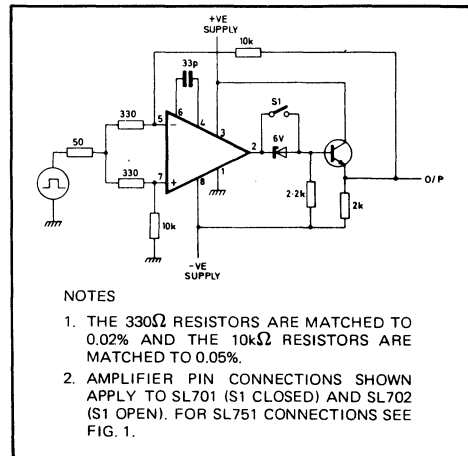 +VE
SUPPLY
10k
33p
S1
6
4
330
5
−
3
6V
50
2
330
7
+
8
1
2·2k
2k
O/P
10k
−VE
SUPPLY
NOTES
1. THE 330Ω RESISTORS ARE MATCHED TO
0.02% AND THE 10kΩ RESISTORS ARE
MATCHED TO 0.05%.
2. AMPLIFIER PIN CONNECTIONS SHOWN
APPLY TO SL701 (S1 CLOSED) AND SL702
(S1 OPEN). FOR SL751 CONNECTIONS SEE
FIG. 1.